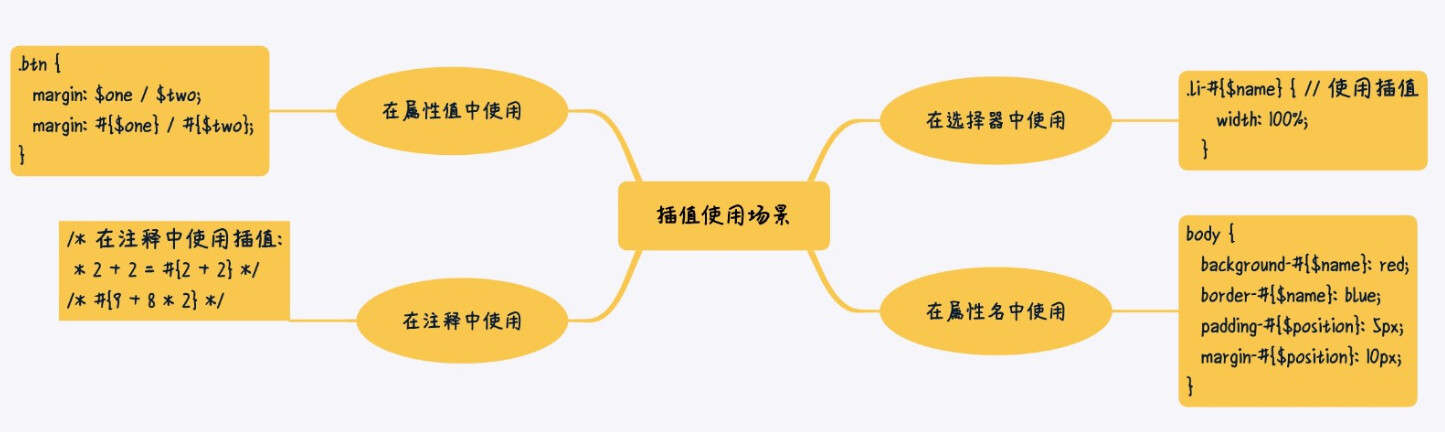 插值使用场景
在属性值中使用
.btn {
margin: $one / $two;
margin: #{$one} / #{$two};
}
在注释中使用
/* 在注释中使用插值:
* 2 + 2 = #{2 + 2} */
/* #{9 + 8 * 2} */
在选择器中使用
.li-#{$name} { // 使用插值
width: 100%;
}
在属性名中使用
body {
background-#{$name}: red;
border-#{$name}: blue;
padding-#{$position}: 5px;
margin-#{$position}: 10px;
}